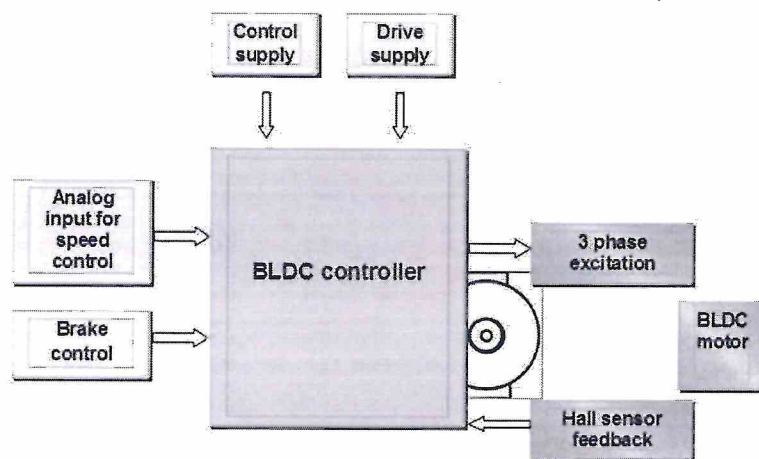 Control
supply
Drive
supply
Analog
input for
speed
control
BLDC controller
3 phase
excitation
Brake
control
BLDC
motor
Hall sensor
feedback